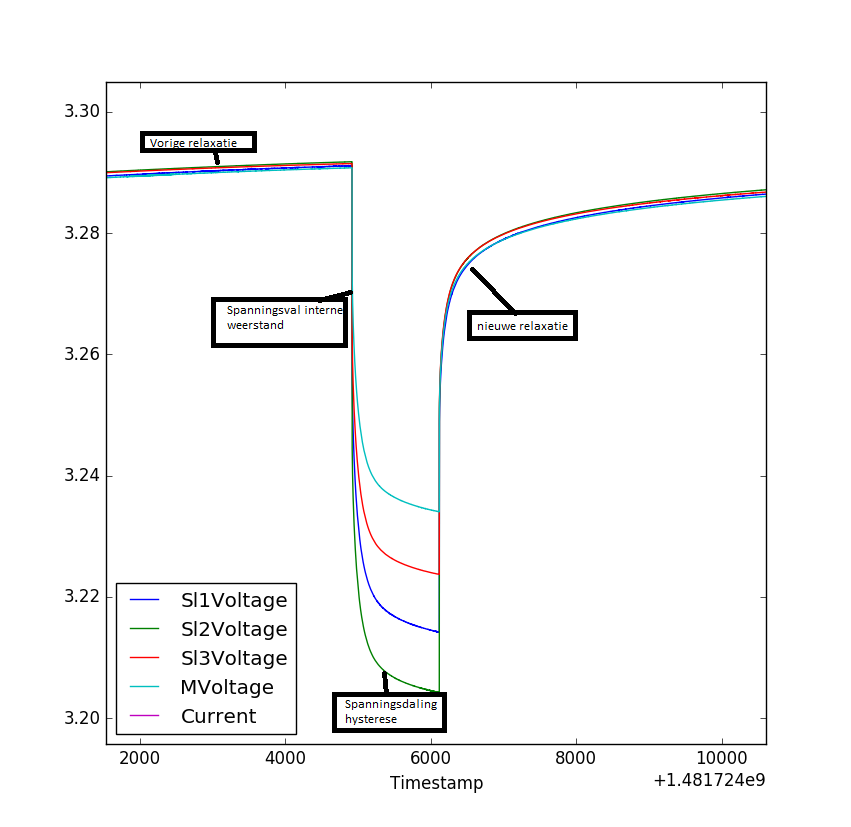 3.30
Vorige relaxatie
3.28
Spanningsval interne
weerstand
nieuwe relaxatie
3.26
3.24
3.22
Sl1Voltage
Sl2Voltage
Sl3Voltage
MVoltage
Current
Spanningsdaling
hysterese
3.20
2000 4000 6000 8000 10000
Timestamp
+1.481724e9